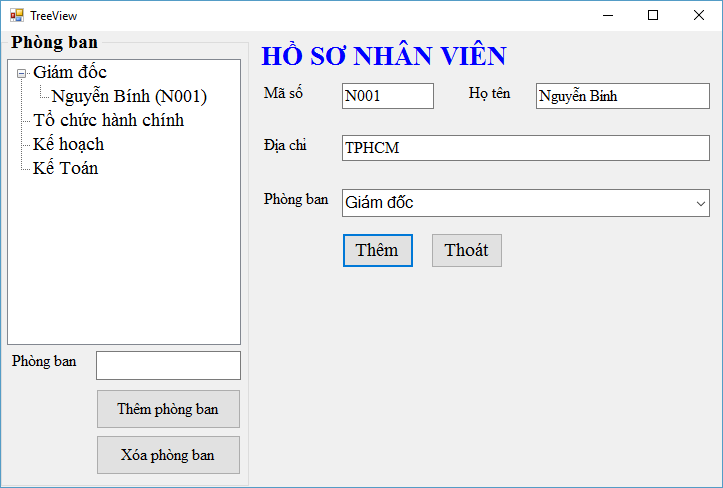 TreeView
Phòng ban
Giám đốc
Nguyễn Bính (N001)
Tổ chức hành chính
Kế hoạch
Kế Toán
Phòng ban
Thêm phòng ban
Xóa phòng ban
HỒ SƠ NHÂN VIÊN
Mã số N001 Họ tên Nguyễn Bính
Địa chỉ TPHCM
Phòng ban Giám đốc
Thêm Thoát